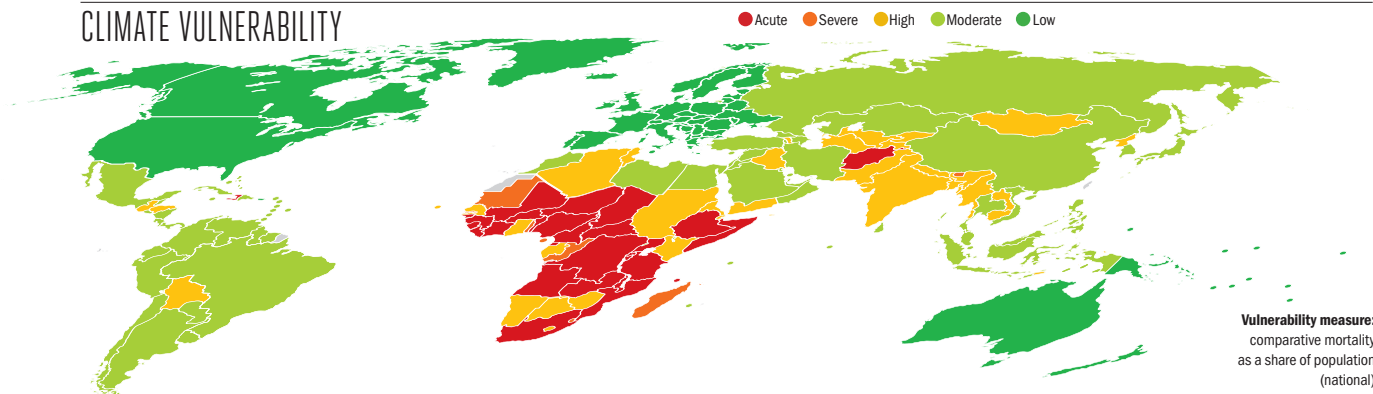 CLIMATE VULNERABILITY
Acute Severe High Moderate Low
Vulnerability measure:
comparative mortality
as a share of population
(national)